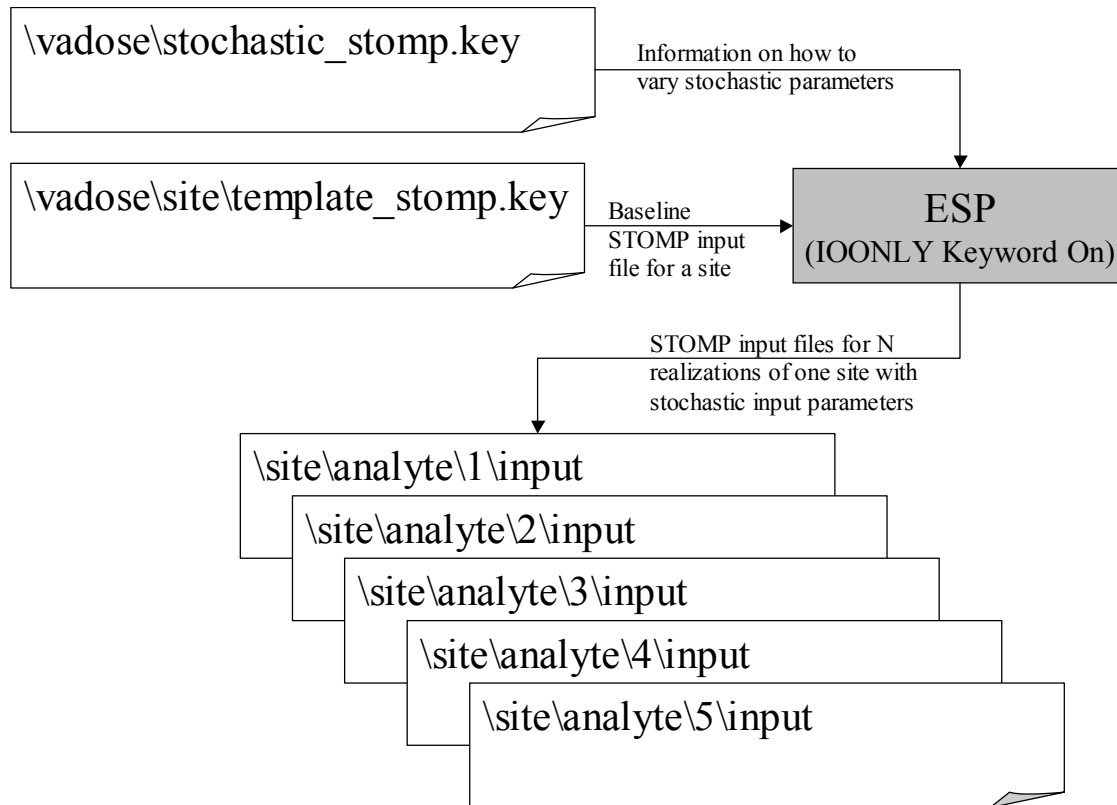 \vadose\stochastic_stomp.key
Information on how to
vary stochastic parameters
\vadose\site\template_stomp.key
Baseline
STOMP input
file for a site
ESP
(IOONLY Keyword On)
STOMP input files for N
realizations of one site with
stochastic input parameters
\site\analyte\1\input
\site\analyte\2\input
\site\analyte\3\input
\site\analyte\4\input
\site\analyte\5\input